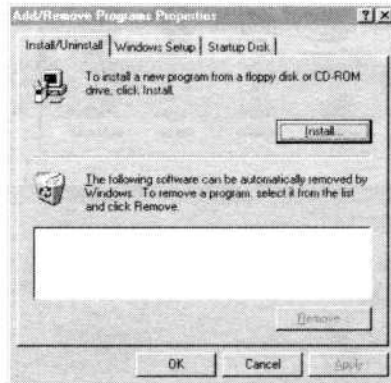 Add/Remove Programs Properties
Install/Uninstall Windows Setup Startup Disk
To install a new program from a floppy disk or CD-ROM
drive, click Install.
Install...
The following software can be automatically removed by
Windows. To remove a program, select it from the list
and click Remove.
Remove...
OK Cancel Apply